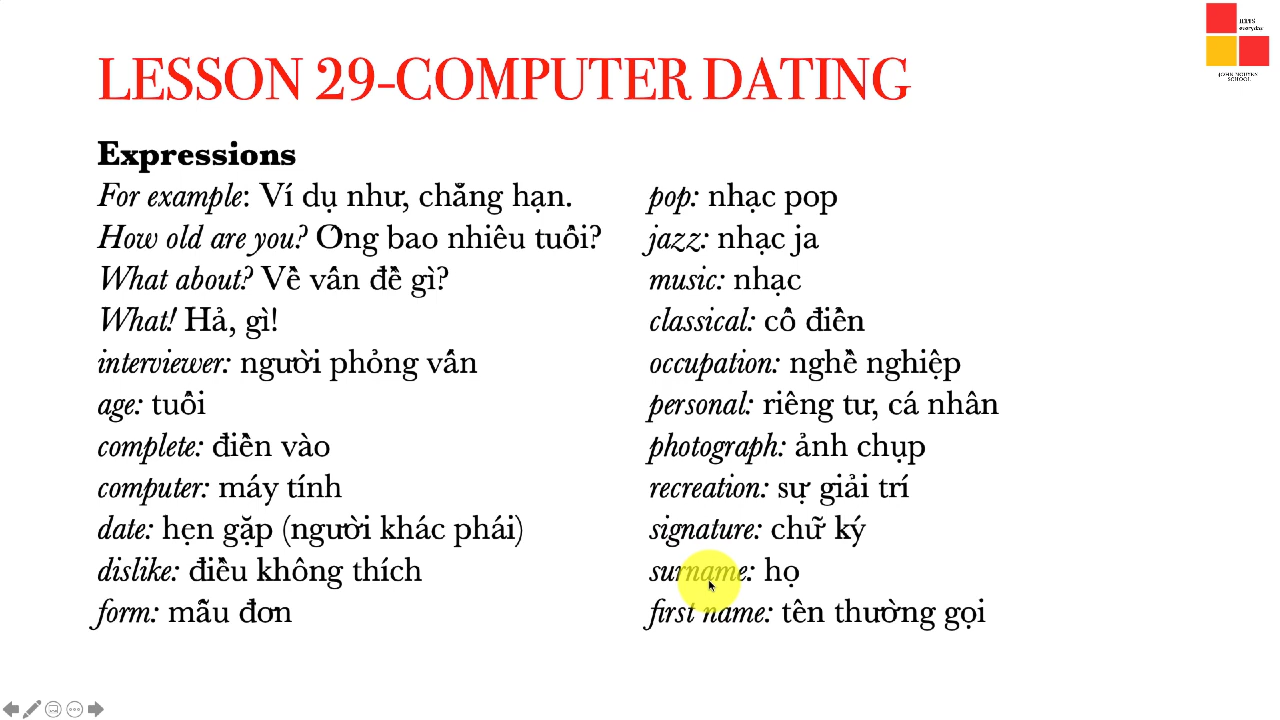 LESSON 29-COMPUTER DATING
Expressions
For example: Ví dụ như, chẳng hạn.
How old are you? Ông bao nhiêu tuổi?
What about? Về vấn đề gì?
What! Hả, gì!
interviewer: người phỏng vấn
age: tuổi
complete: điền vào
computer: máy tính
date: hẹn gặp (người khác phái)
dislike: điều không thích
form: mẫu đơn
pop: nhạc pop
jazz: nhạc ja
music: nhạc
classical: cổ điển
occupation: nghề nghiệp
personal: riêng tư, cá nhân
photograph: ảnh chụp
recreation: sự giải trí
signature: chữ ký
surname: họ
first name: tên thường gọi
everyday
SCHOOL